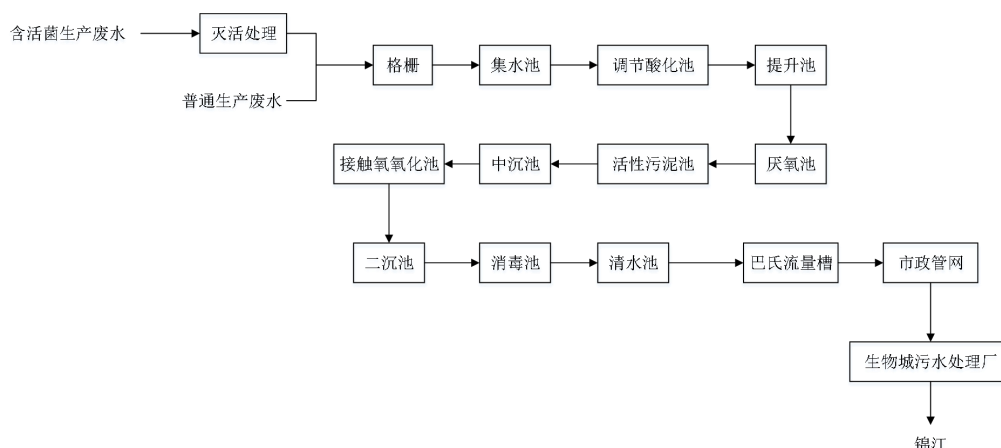 含活菌生产废水
灭活处理
普通生产废水
格栅
集水池
调节酸化池
提升池
厌氧池
活性污泥池
中沉池
接触氧氧化池
二沉池
消毒池
清水池
巴氏流量槽
市政管网
生物城污水处理厂
锦江